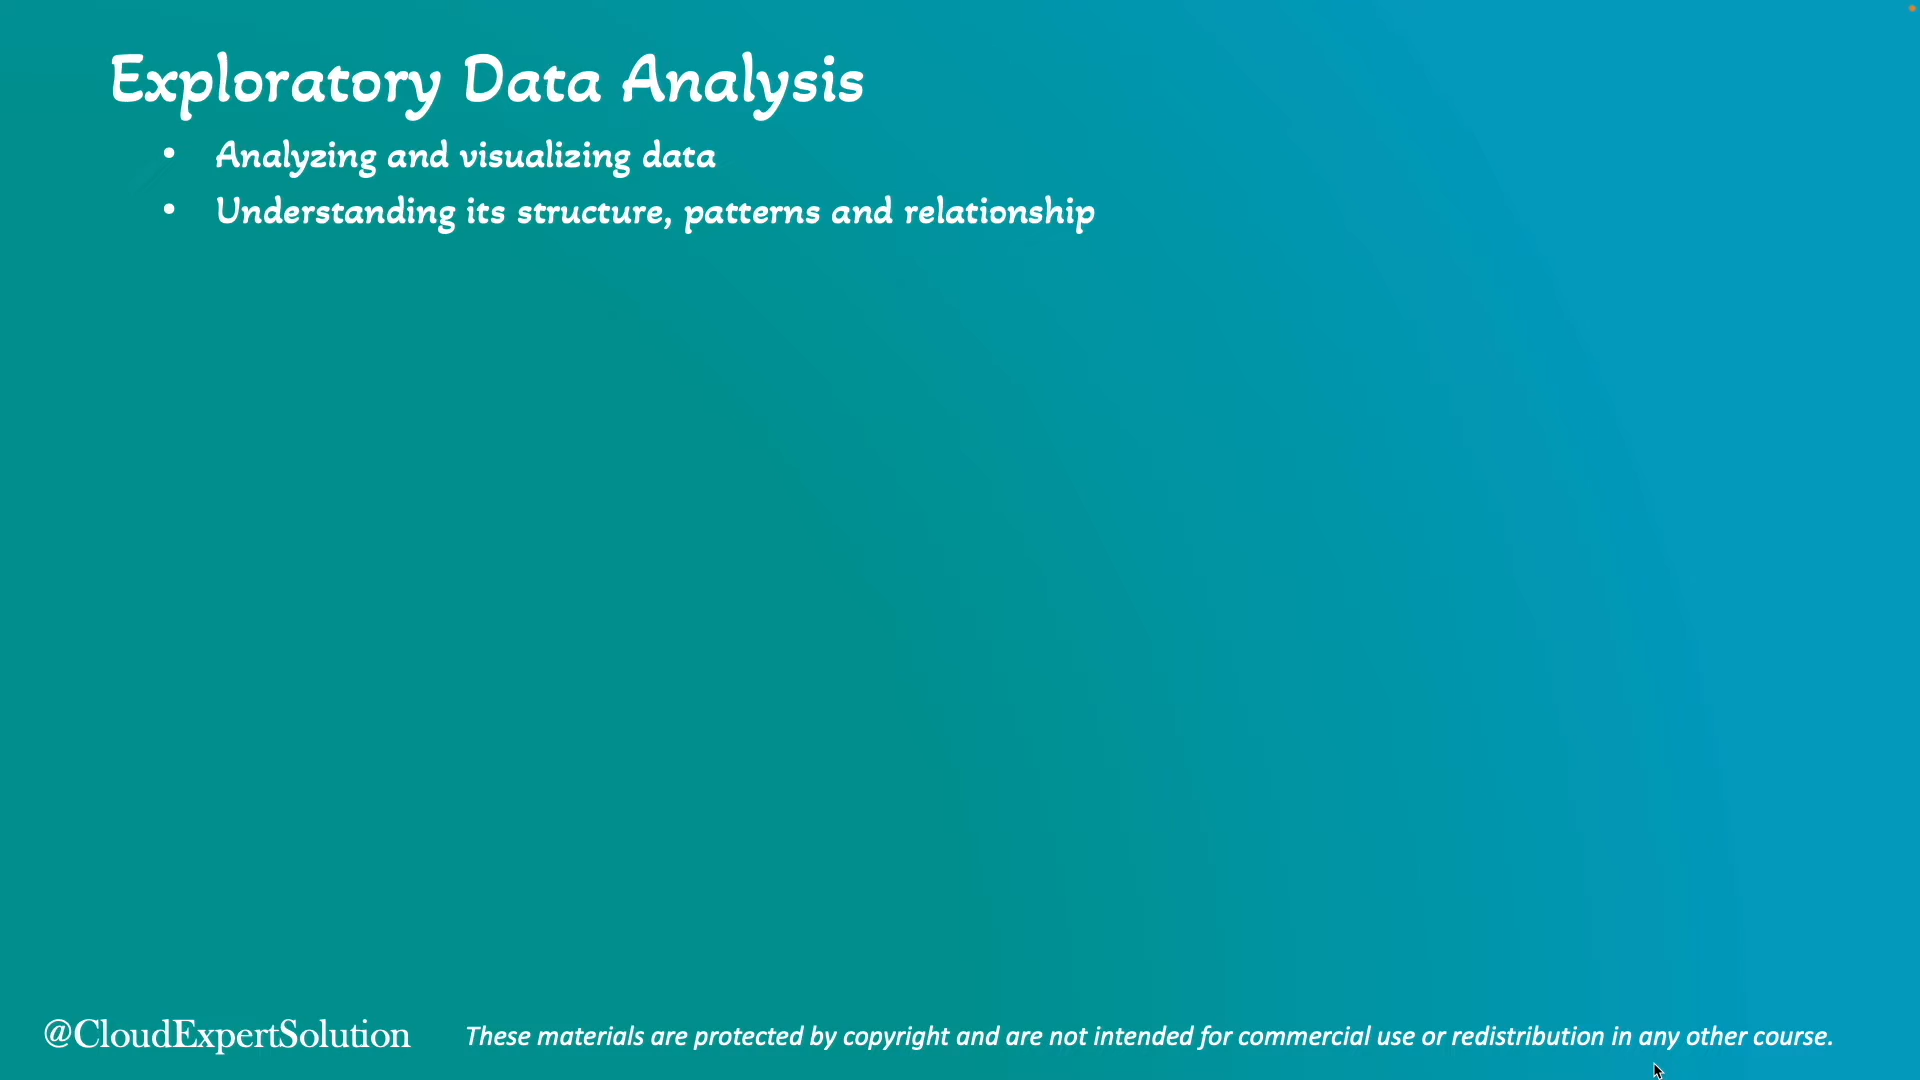 Exploratory Data Analysis
• Analyzing and visualizing data
• Understanding its structure, patterns and relationship
@CloudExpertSolution
These materials are protected by copyright and are not intended for commercial use or redistribution in any other course.